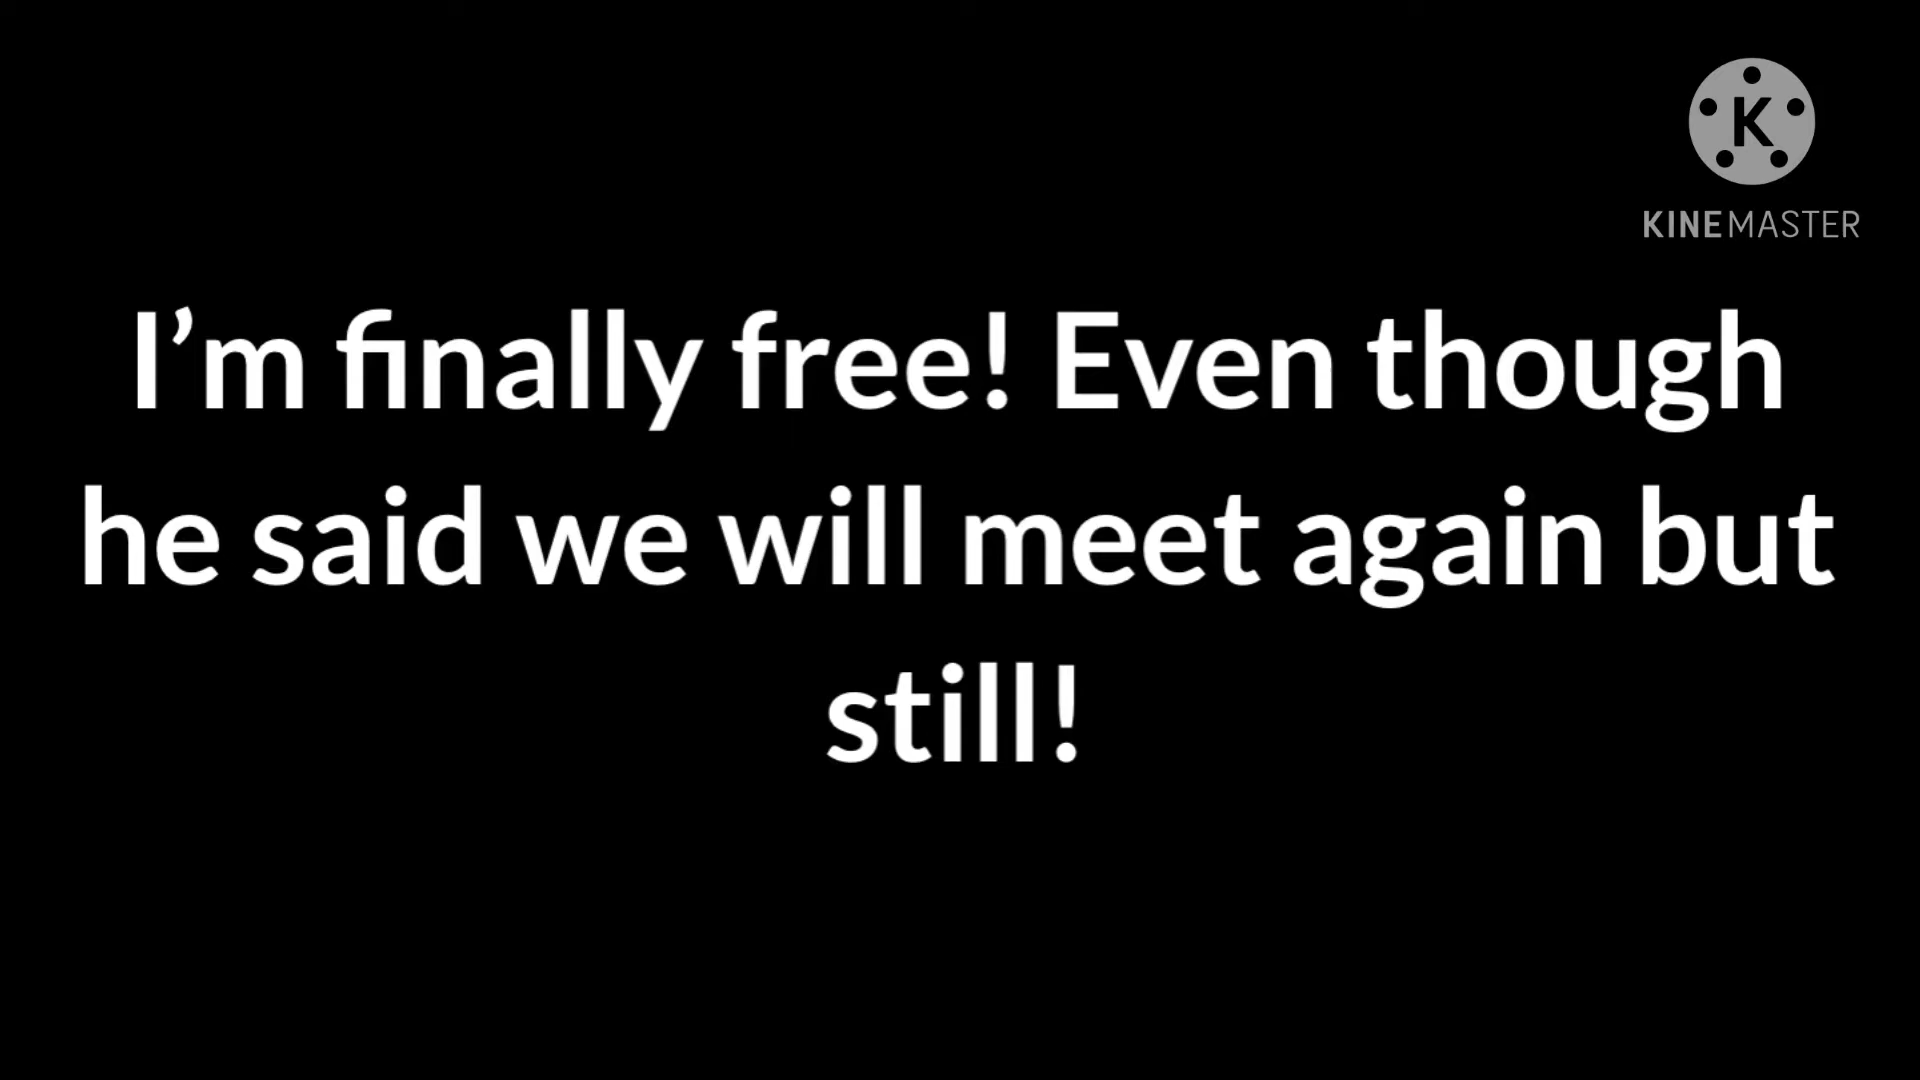 K
KINEMASTER
I’m finally free! Even though
he said we will meet again but
still!